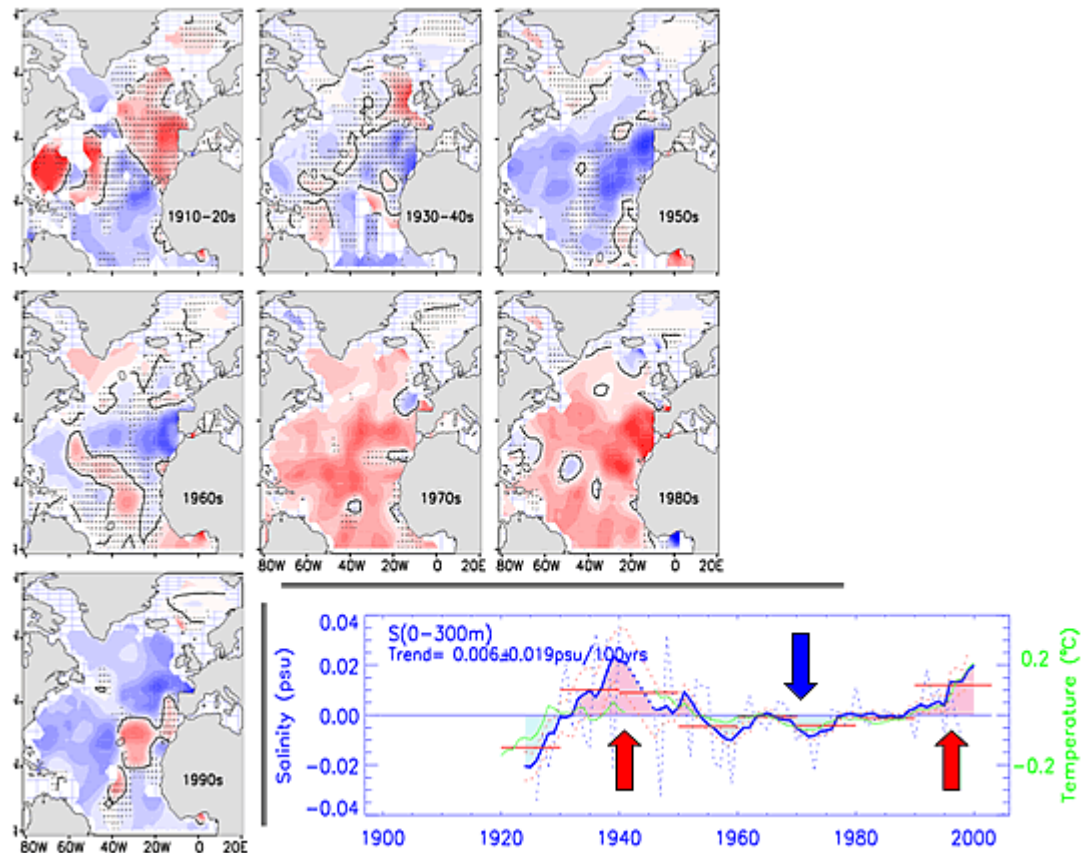 1910-20s
1930-40s
1950s
1960s
1970s
1980s
80W 60W 40W 20W 0 20E
80W 60W 40W 20W 0 20E
1990s
80W 60W 40W 20W 0 20E
0.04
0.02
0.00
-0.02
-0.04
Salinity (psu)
S(0-300m)
Trend= 0.006±0.019psu/100yrs
0.2
-0.2
Temperature (°C)
1900 1920 1940 1960 1980 2000